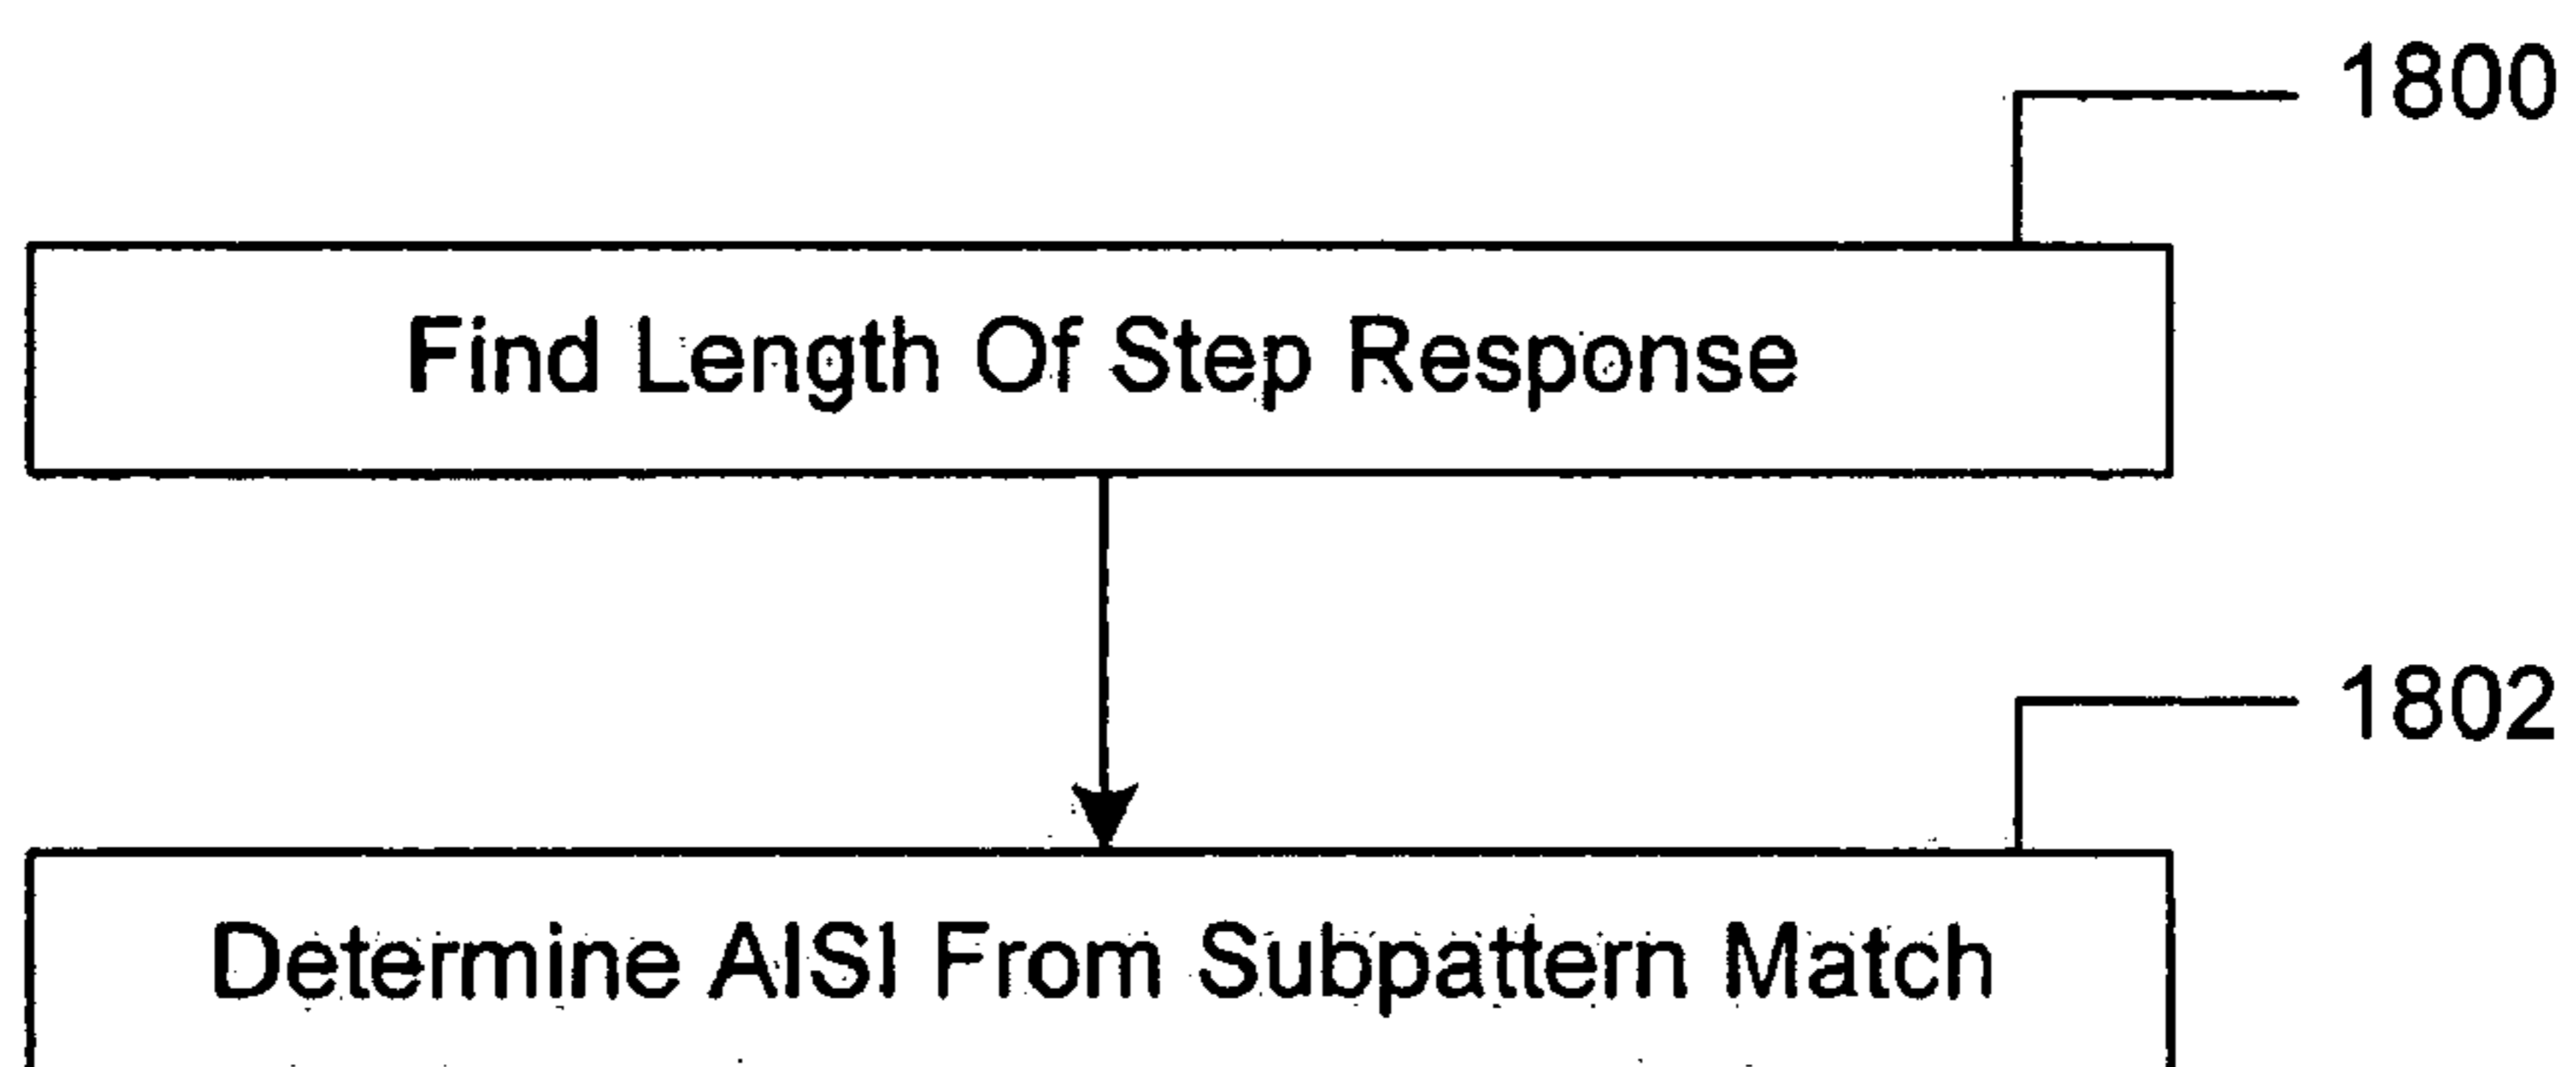 1800
Find Length Of Step Response
1802
Determine AISI From Subpattern Match